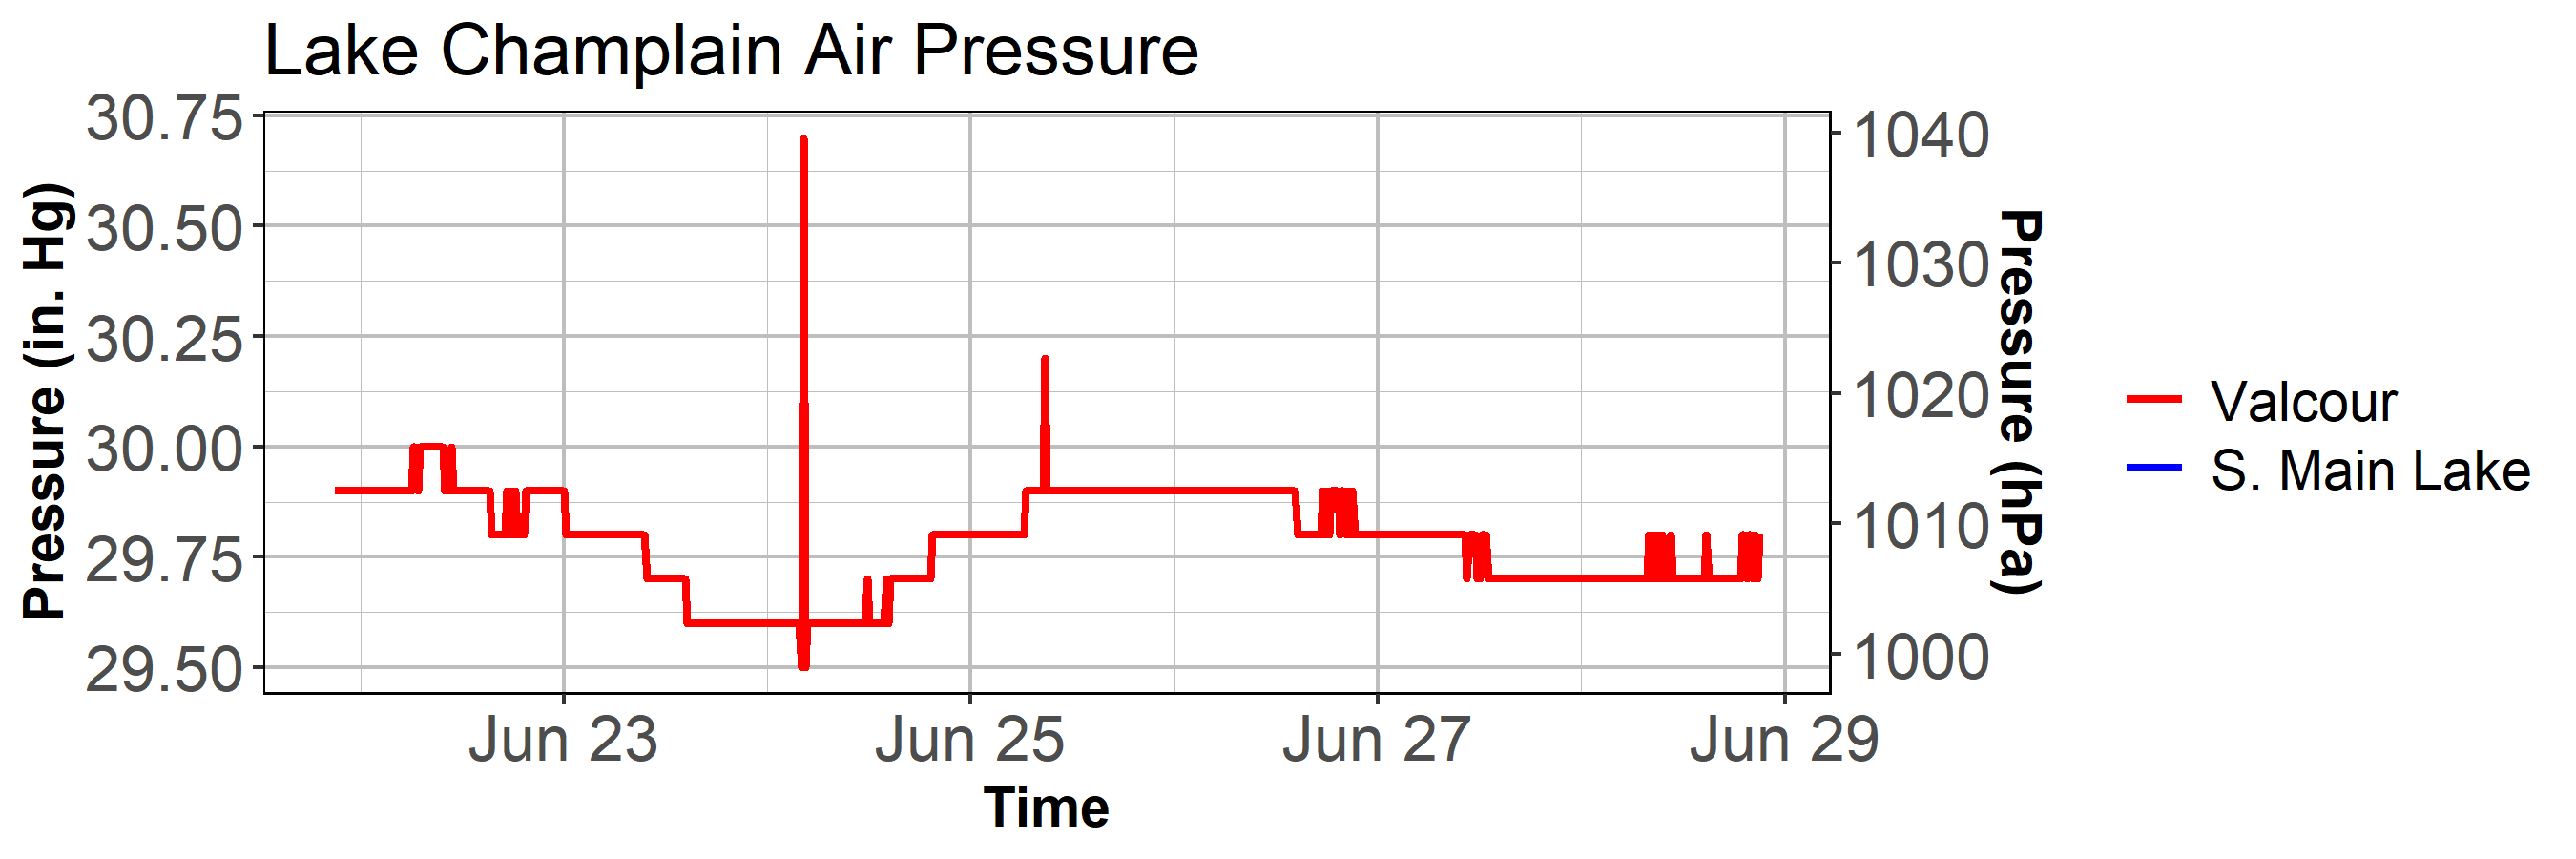 Lake Champlain Air Pressure
Pressure (in. Hg)
30.75
30.50
30.25
30.00
29.75
29.50
1040
1030
1020
1010
1000
Pressure (hPa)
Valcour
S. Main Lake
Jun 23 Jun 25 Jun 27 Jun 29
Time